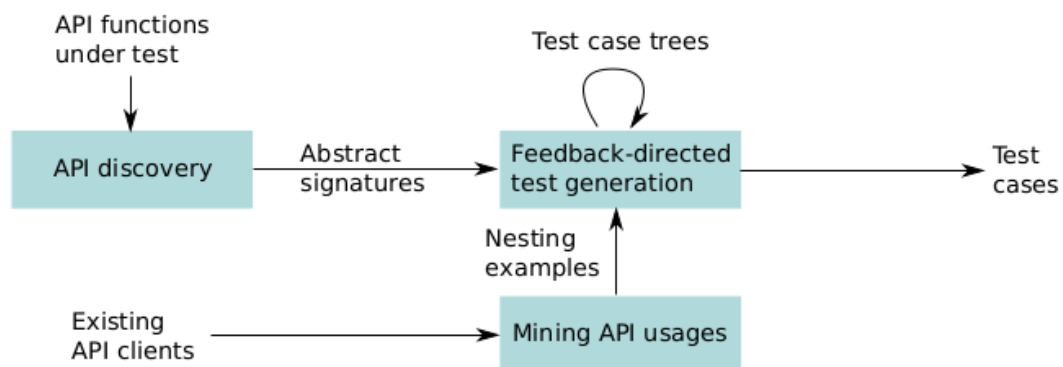 API functions
under test
Test case trees
API discovery
Abstract
signatures
Feedback-directed
test generation
Test
cases
Nesting
examples
Existing
API clients
Mining API usages